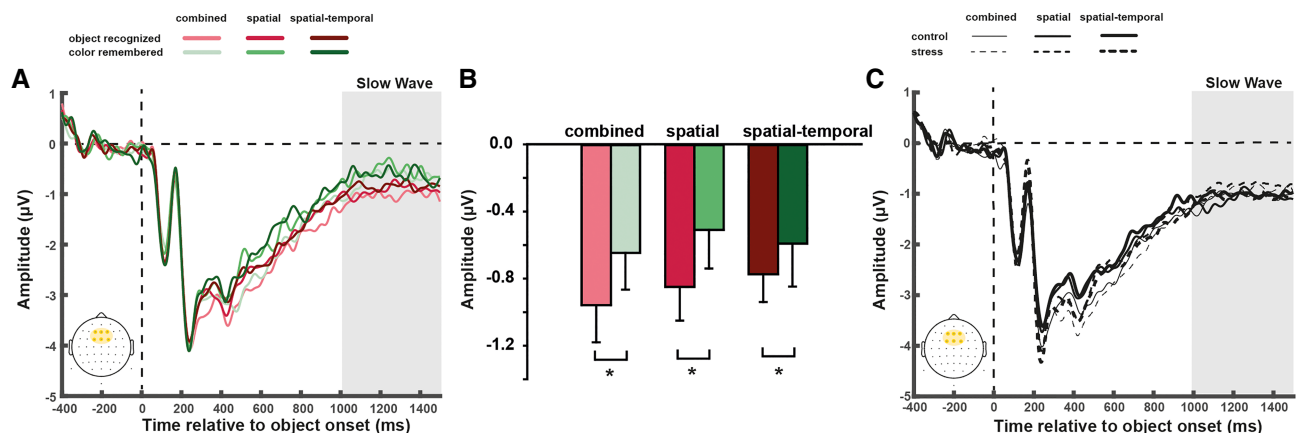 combined spatial spatial-temporal
object recognized
color remembered
A
Slow Wave
1
0
-1
-2
-3
-4
-5
Amplitude (µV)
-400 -200 0 200 400 600 800 1000 1200 1400
Time relative to object onset (ms)
B
combined spatial spatial-temporal
0.0
-0.4
-0.8
-1.2
Amplitude (µV)
* * *
combined spatial spatial-temporal
control
stress
C
Slow Wave
1
0
-1
-2
-3
-4
-5
Amplitude (µV)
-400 -200 0 200 400 600 800 1000 1200 1400
Time relative to object onset (ms)